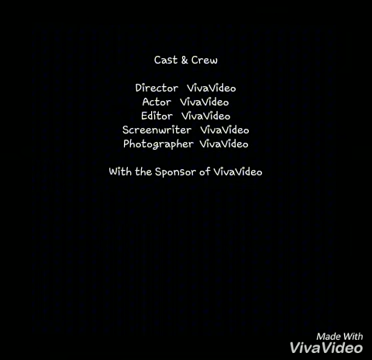 Cast & Crew
Director VivaVideo
Actor VivaVideo
Editor VivaVideo
Screenwriter VivaVideo
Photographer VivaVideo
With the Sponsor of VivaVideo
Made With
VivaVideo